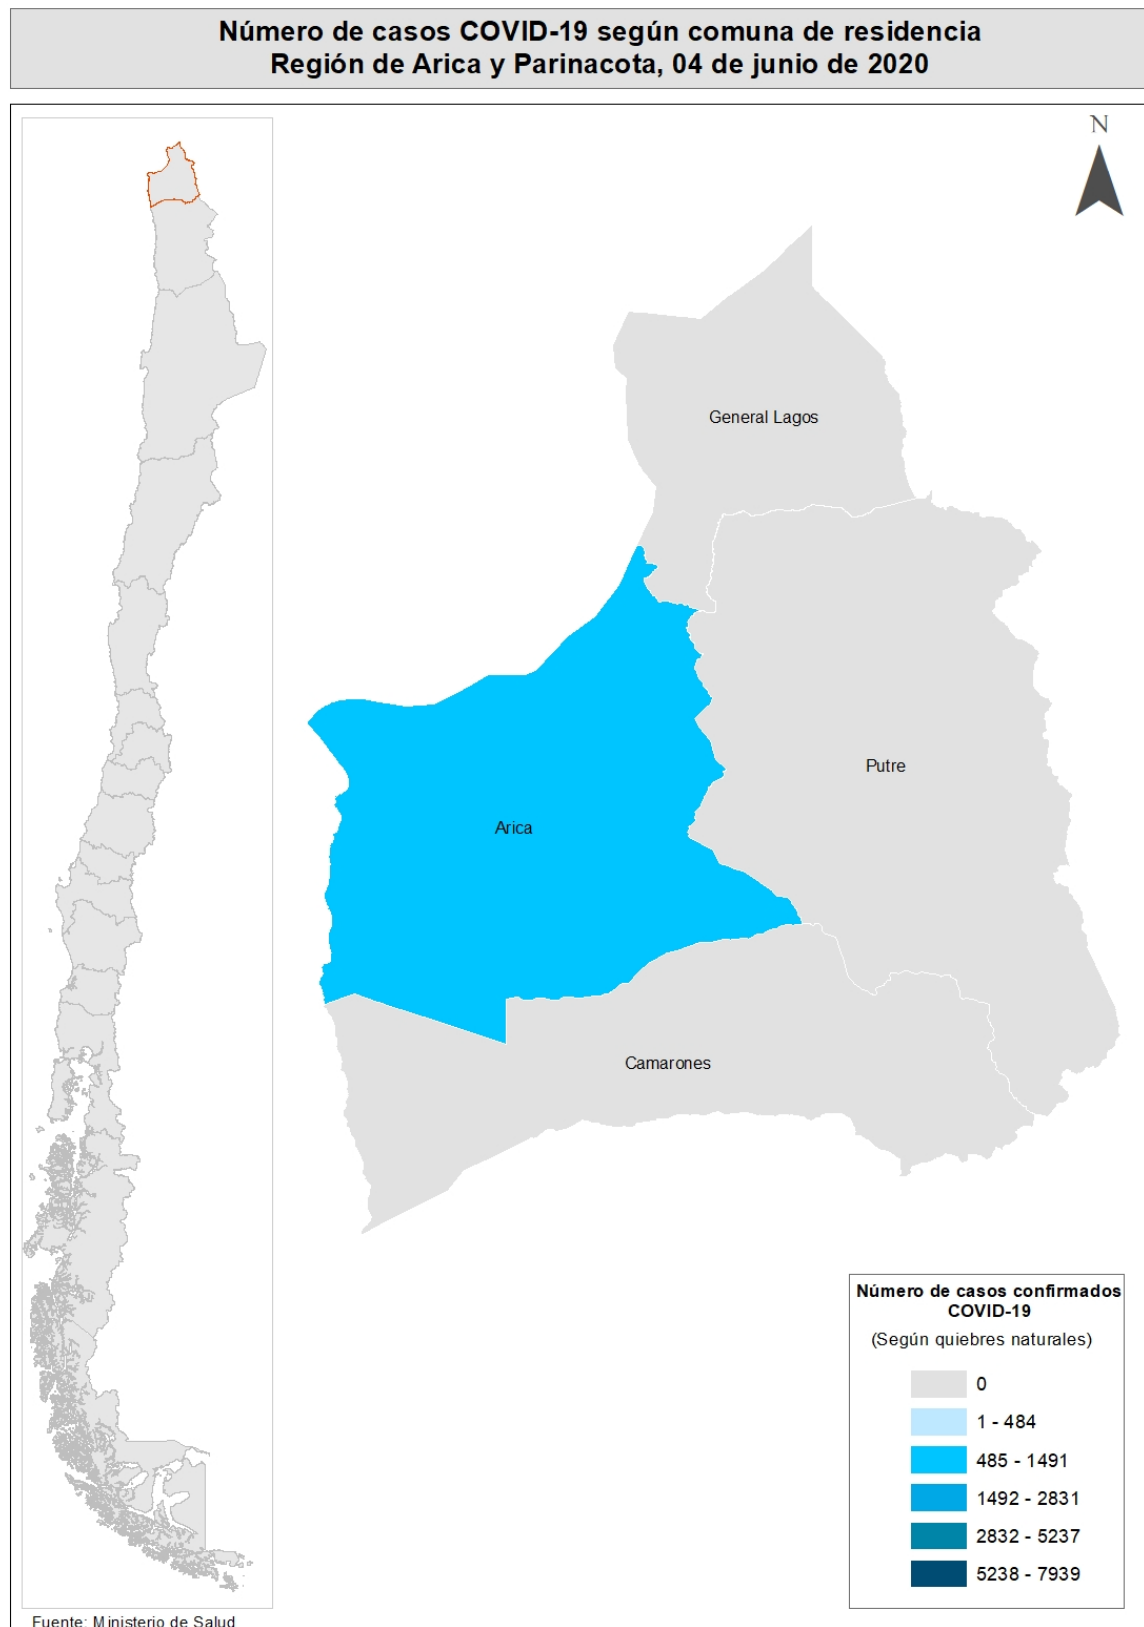 Número de casos COVID-19 según comuna de residencia
Región de Arica y Parinacota, 04 de junio de 2020
N
General Lagos
Putre
Arica
Camarones
Número de casos confirmados
COVID-19
(Según quiebres naturales)
0
1 - 484
485 - 1491
1492 - 2831
2832 - 5237
5238 - 7939
Fuente: Ministerio de Salud